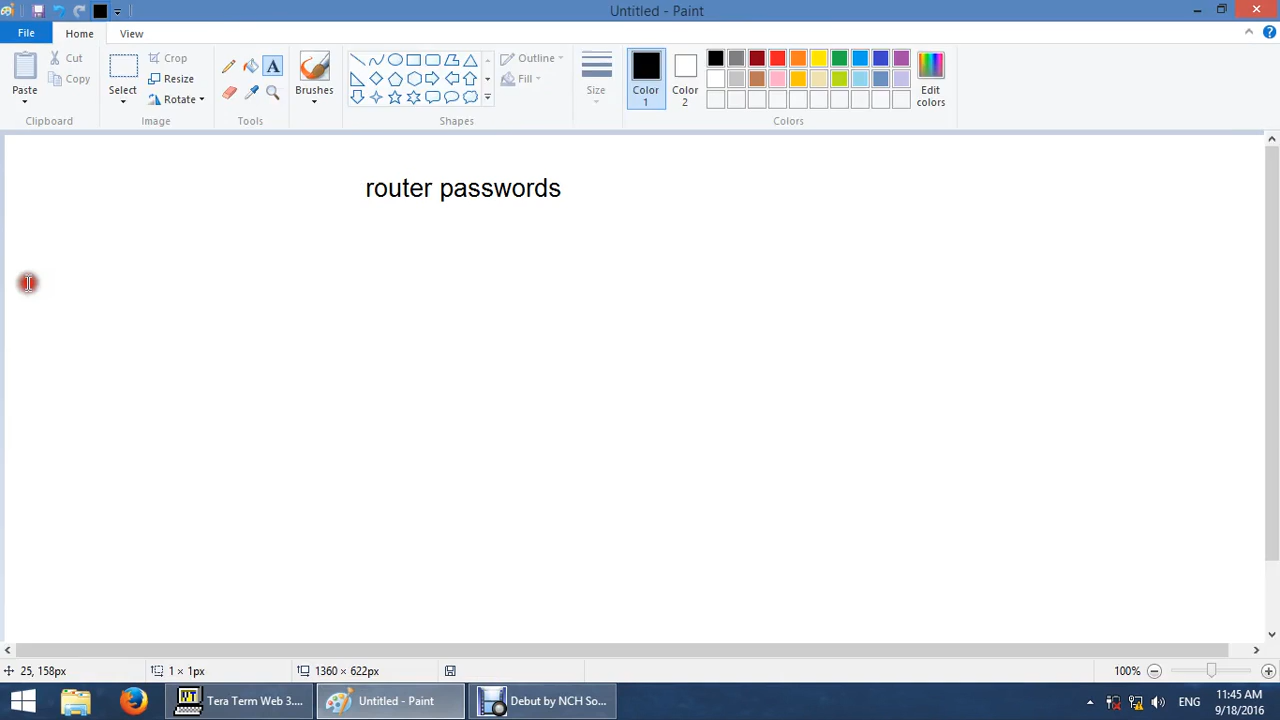 Untitled - Paint
File
Home
View
Paste
Cut
Copy
Clipboard
Select
Crop
Resize
Rotate
Image
A
Tools
Brushes
Outline
Fill
Shapes
Size
Color 1
Color 2
Edit colors
Colors
router passwords
25, 158px
1 × 1px
1360 × 622px
100%
Tera Term Web 3....
Untitled - Paint
Debut by NCH So...
ENG
11:45 AM
9/18/2016